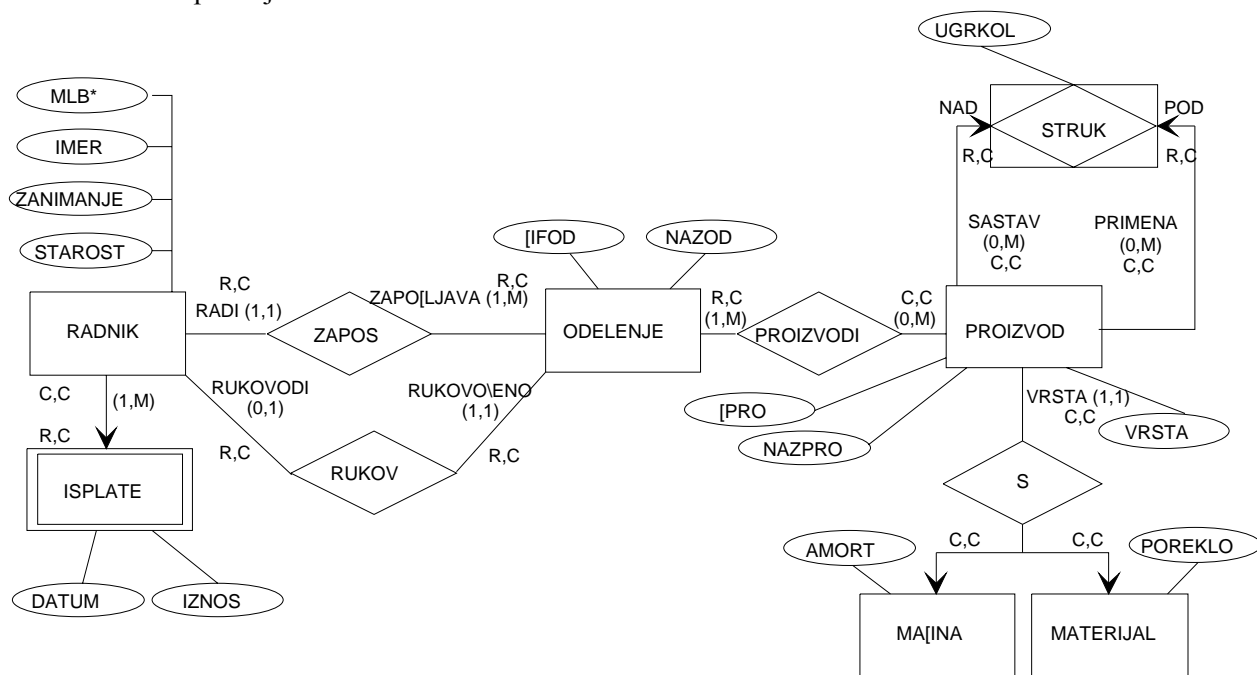 UGRKOL
MLB*
NAD
POD
STRUK
IMER
R,C
R,C
ZANIMANJE
STAROST
[IFOD
NAZOD
SASTAV
(0,M)
C,C
PRIMENA
(0,M)
C,C
R,C
RADI (1,1)
ZAPO[LJAVA (1,M)
R,C
R,C
(1,M)
C,C
(0,M)
RADNIK
ZAPOS
ODELENJE
PROIZVODI
PROIZVOD
C,C
(1,M)
RUKOVODI
(0,1)
RUKOVO\ENO
(1,1)
[PRO
VRSTA (1,1)
C,C
VRSTA
R,C
R,C
R,C
NAZPRO
RUKOV
ISPLATE
S
AMORT
C,C
C,C
POREKLO
DATUM
IZNOS
MA[INA
MATERIJAL